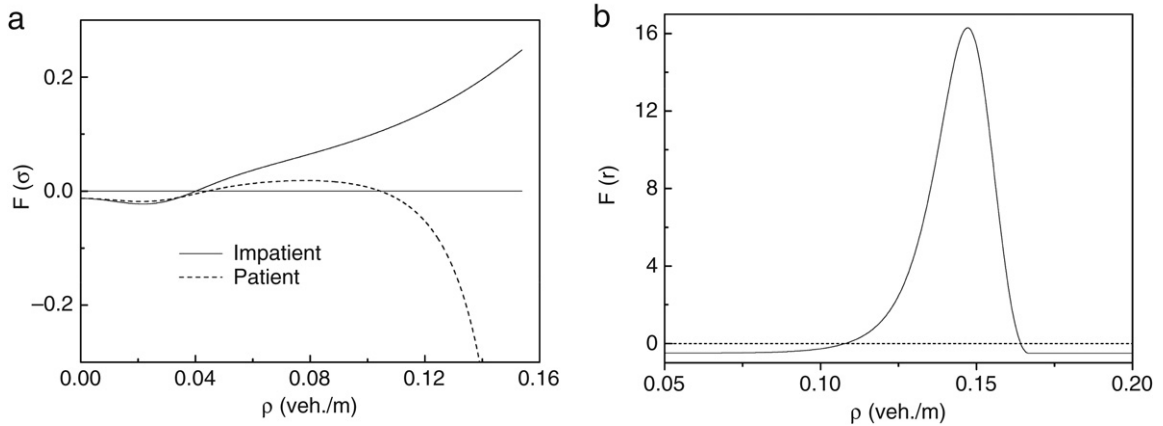 a
0.2
0.0
−0.2
F (σ)
Impatient
Patient
0.00 0.04 0.08 0.12 0.16
ρ (veh./m)
b
16
12
8
4
0
F (r)
0.05 0.10 0.15 0.20
ρ (veh./m)